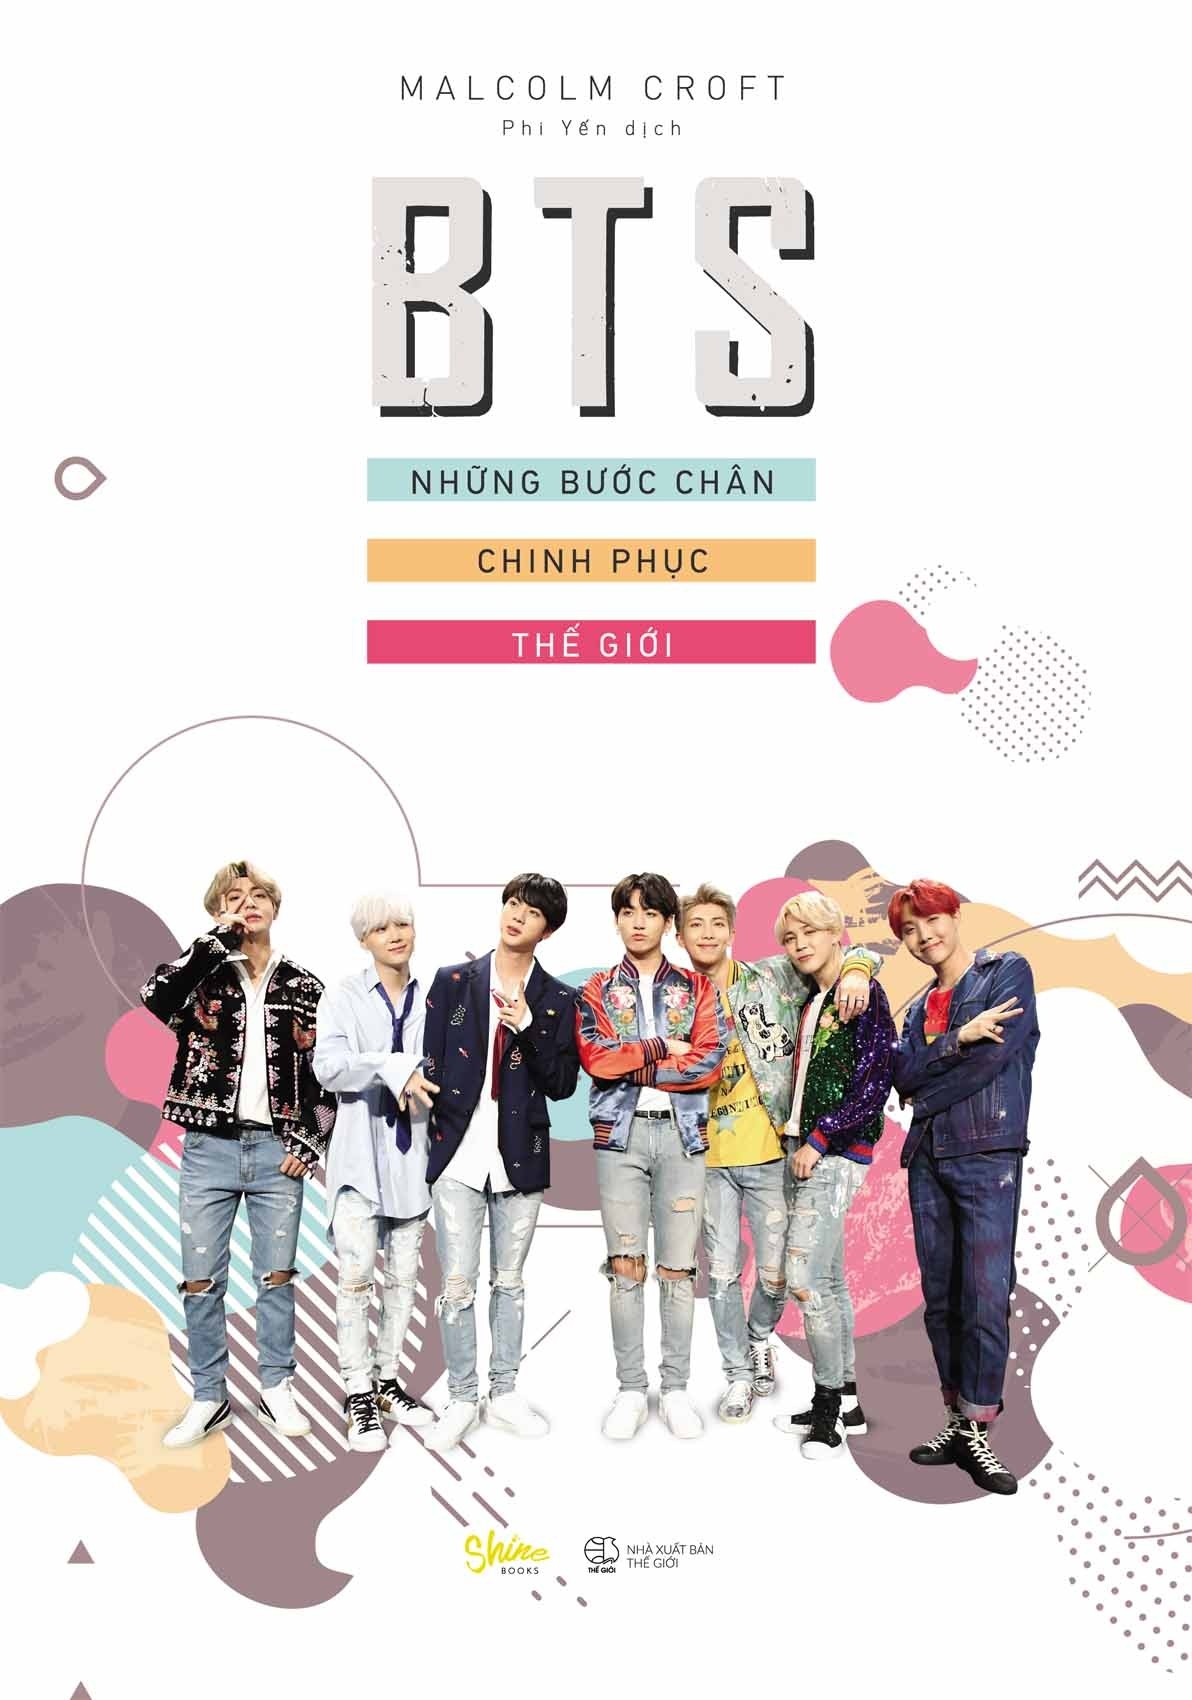 MALCOLM CROFT
Phi Yến dịch
BTS
NHỮNG BƯỚC CHÂN
CHINH PHỤC
THẾ GIỚI
Shine
BOOKS
THẾ GIỚI
NHÀ XUẤT BẢN
THẾ GIỚI